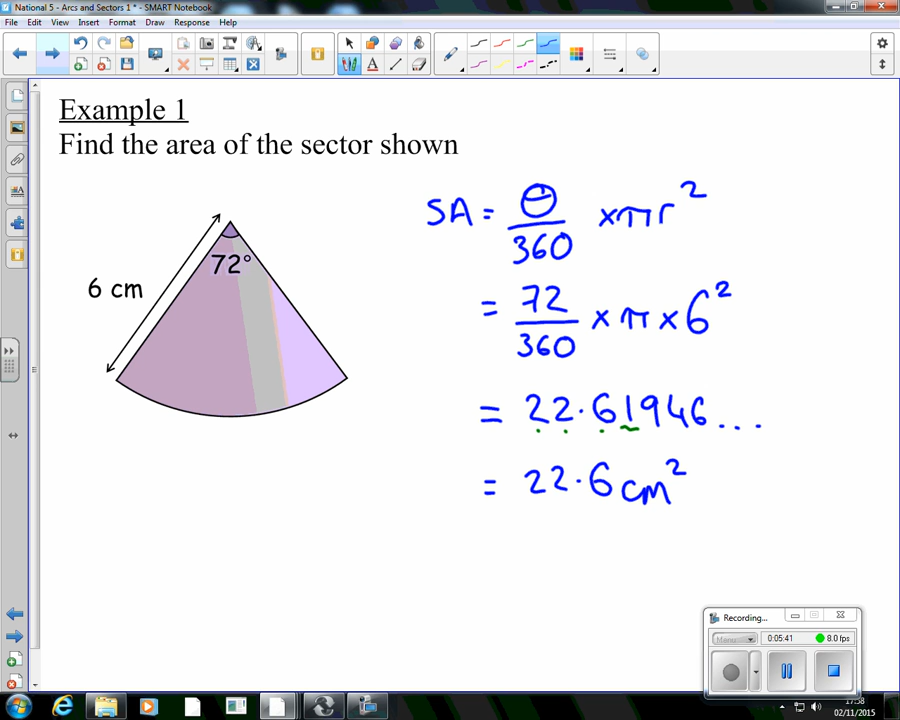 National 5 - Arcs and Sectors 1 * - SMART Notebook
File Edit View Insert Format Draw Response Help
Example 1
Find the area of the sector shown
72°
6 cm
SA = θ/360 × πr²
= 72/360 × π × 6²
= 22.61946...
= 22.6 cm²
Recording...
Menu
0:05:41
8.0 fps
17:38
02/11/2015